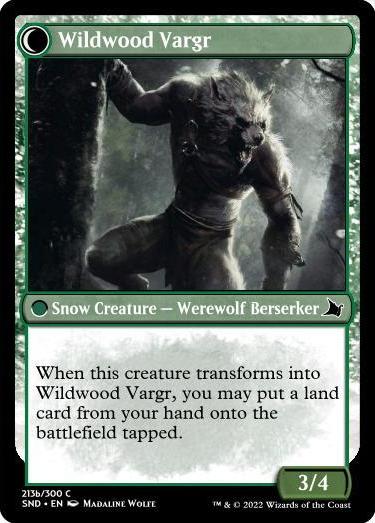 Wildwood Vargr
Snow Creature — Werewolf Berserker
When this creature transforms into
Wildwood Vargr, you may put a land
card from your hand onto the
battlefield tapped.
3/4
213b/300 C
SND • EN MADALINE WOLFE
™ & © 2022 Wizards of the Coast